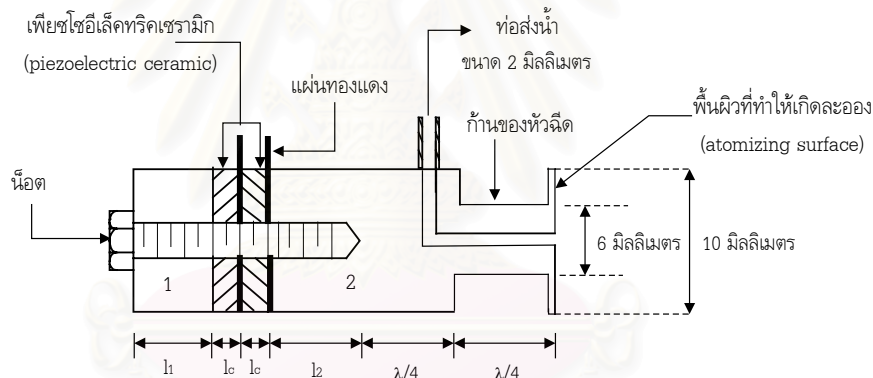 เพียซโซอีเล็คทริคเซรามิก
(piezoelectric ceramic)
ท่อส่งน้ำ
ขนาด 2 มิลลิเมตร
แผ่นทองแดง
ก้านของหัวฉีด
พื้นผิวที่ทำให้เกิดละออง
(atomizing surface)
น็อต
6 มิลลิเมตร
10 มิลลิเมตร
1
2
l1
lc
lc
l2
λ/4
λ/4